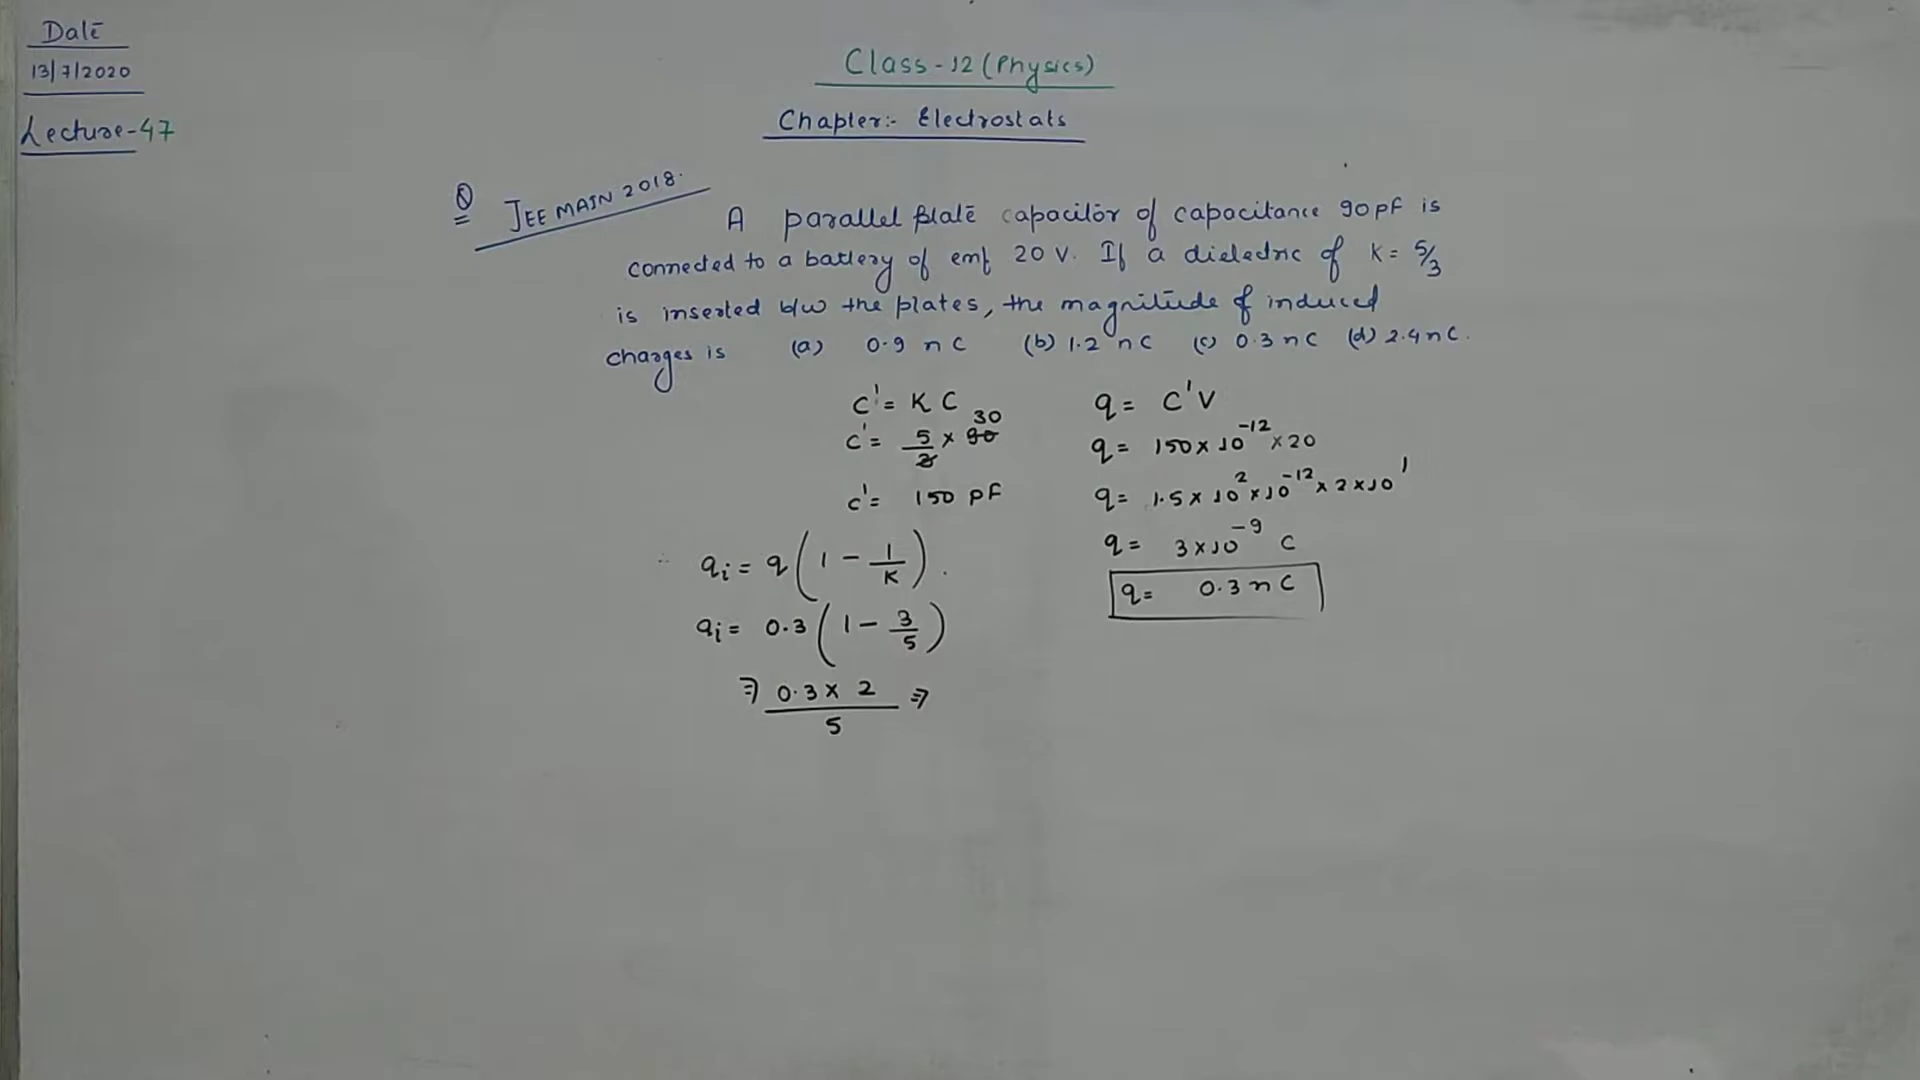 Date
13/7/2020
Lecture-47
Class-12 (Physics)
Chapter:- Electrostats
Q JEE MAIN 2018.
A parallel plate capacitor of capacitance 90 pF is
connected to a battery of emf 20 V. If a dielectric of K = 5/3
is inserted b/w the plates, the magnitude of induced
charges is (a) 0.9 nC (b) 1.2 nC (c) 0.3 nC (d) 2.4 nC.
C' = KC
C' = 5/3 × 90 30
C' = 150 pF
q = C'V
q = 150 × 10^-12 × 20
q = 1.5 × 10^2 × 10^-12 × 2 × 10^1
q = 3 × 10^-9 C
q = 0.3 nC
∴ qi = q (1 - 1/K).
qi = 0.3 (1 - 3/5)
⇒ 0.3 × 2 / 5 ⇒